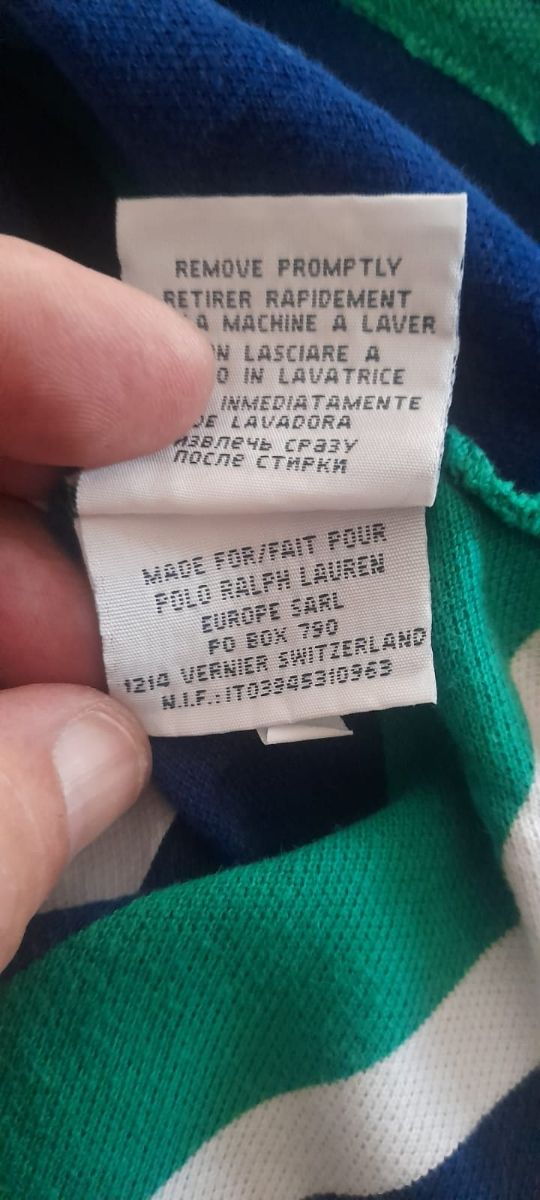 REMOVE PROMPTLY
RETIRER RAPIDEMENT
LA MACHINE A LAVER
LASCIARE A
IN LAVATRICE
INMEDIATAMENTE
DE LAVADORA
извлечь сразу
после стирки
MADE FOR/FAIT POUR
POLO RALPH LAUREN
EUROPE SARL
PO BOX 790
1214 VERNIER SWITZERLAND
N.I.F.: IT03945310963